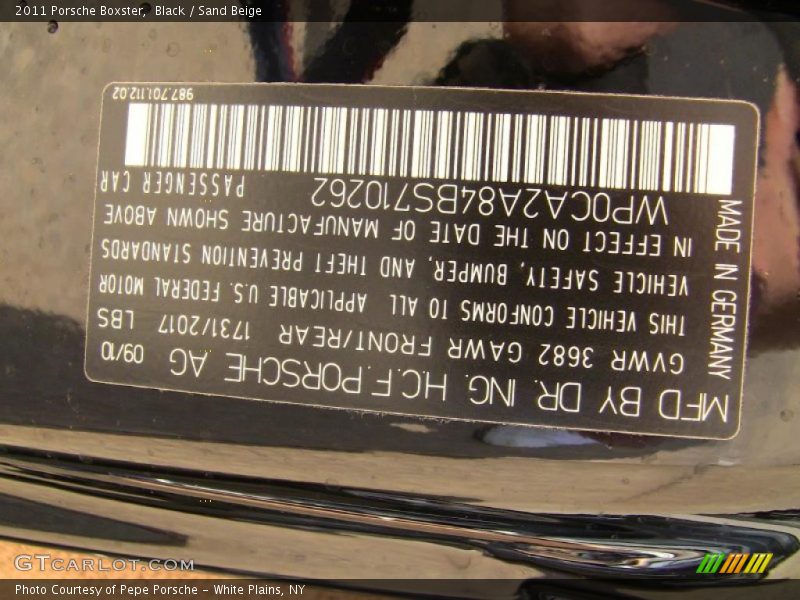 2011 Porsche Boxster,  Black / Sand Beige
MFD BY DR. ING. H.C.F. PORSCHE AG 09/10
GVWR 3682 GAWR FRONT/REAR 1731/2017 LBS
THIS VEHICLE CONFORMS TO ALL APPLICABLE U.S. FEDERAL MOTOR
VEHICLE SAFETY, BUMPER, AND THEFT PREVENTION STANDARDS
IN EFFECT ON THE DATE OF MANUFACTURE SHOWN ABOVE
WP0CA2A84BS710262 PASSENGER CAR
987.701.112.02
MADE IN GERMANY
GTCARLOT.COM
Photo Courtesy of Pepe Porsche - White Plains, NY